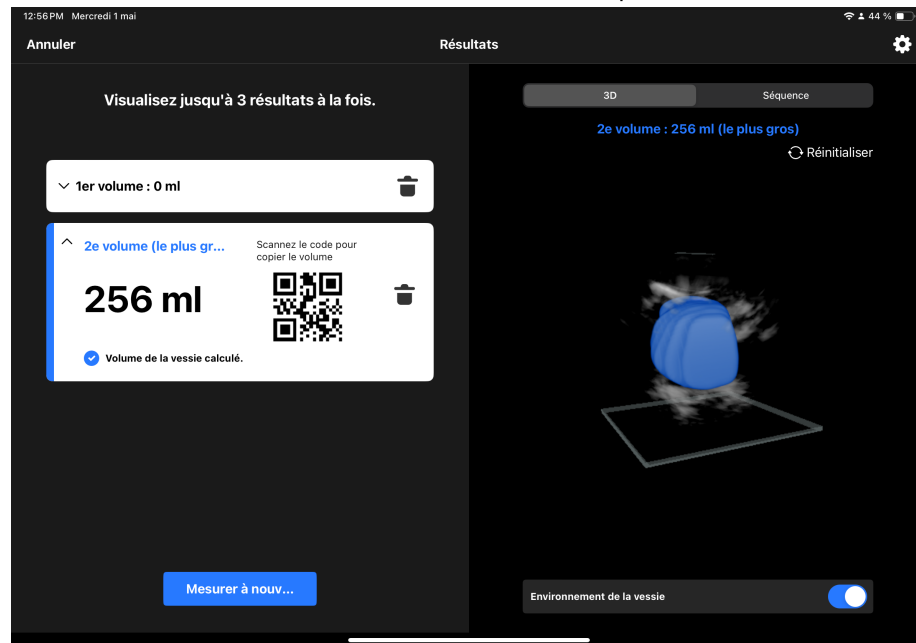 12:56 PM Mercredi 1 mai
44 %
Annuler
Résultats
Visualisez jusqu'à 3 résultats à la fois.
1er volume : 0 ml
2e volume (le plus gr...
Scannez le code pour
copier le volume
256 ml
Volume de la vessie calculé.
Mesurer à nouv...
3D
Séquence
2e volume : 256 ml (le plus gros)
Réinitialiser
Environnement de la vessie